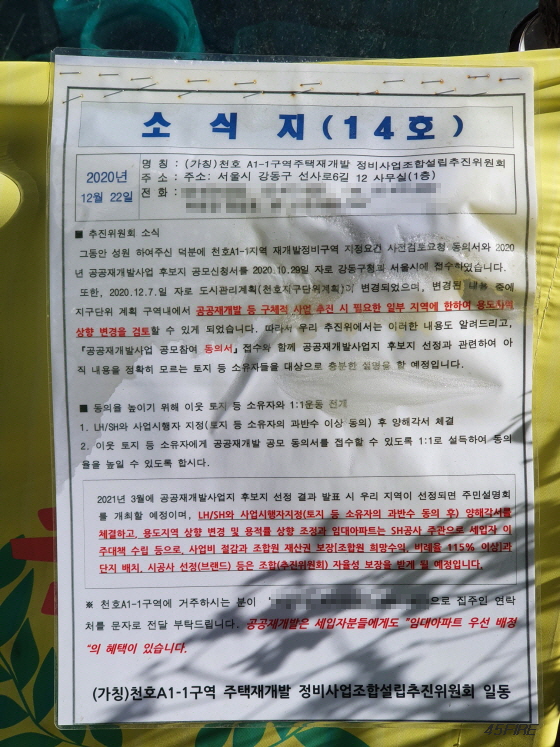 소 식 지(14호)
2020년
12월 22일
명 칭 : (가칭)천호 A1-1구역주택재개발 정비사업조합설립추진위원회
주 소 : 주소: 서울시 강동구 선사로6길 12 사무실(1층)
전 화 :
■ 추진위원회 소식
그동안 성원 하여주신 덕분에 천호A1-1지역 재개발정비구역 지정요건 사전검토요청 동의서와 2020
년 공공재개발사업 후보지 공모신청서를 2020.10.29일 자로 강동구청과 서울시에 접수하였습니다.
또한, 2020.12.7일 자로 도시관리계획(천호지구단위계획)이 변경되었으며, 변경된 내용 중에
지구단위 계획 구역내에서 공공재개발 등 구체적 사업 추진 시 필요한 일부 지역에 한하여 용도지역
상향 변경을 검토할 수 있게 되었습니다. 따라서 우리 추진위에서는 이러한 내용도 알려드리고,
『공공재개발사업 공모참여 동의서』 접수와 함께 공공재개발사업지 후보지 선정과 관련하여 아
직 내용을 정확히 모르는 토지 등 소유자들을 대상으로 충분한 설명을 할 예정입니다.
■ 동의율 높이기 위해 이웃 토지 등 소유자와 1:1운동 전개
1. LH/SH와 사업시행자 지정(토지 등 소유자의 과반수 이상 동의) 후 양해각서 체결
2. 이웃 토지 등 소유자에게 공공재개발 공모 동의서를 접수할 수 있도록 1:1로 설득하여 동의
율을 높일 수 있도록 합시다.
2021년 3월에 공공재개발사업지 후보지 선정 결과 발표 시 우리 지역이 선정되면 주민설명회
를 개최할 예정이며, LH/SH와 사업시행자지정(토지 등 소유자의 과반수 동의 후) 양해각서를
체결하고, 용도지역 상향 변경 및 용적률 상향 조정과 임대아파트는 SH공사 주관으로 세입자 이
주대책 수립 등으로, 사업비 절감과 조합원 재산권 보장(조합원 희망수익, 비례율 115% 이상)과
단지 배치, 시공사 선정(브랜드) 등은 조합(추진위원회) 자율성 보장을 받게 될 예정입니다.
※ 천호A1-1구역에 거주하시는 분이 '으로 집주인 연락
처를 문자로 전달 부탁드립니다. 공공재개발은 세입자분들에게도 "임대아파트 우선 배정
"의 혜택이 있습니다.
(가칭)천호A1-1구역 주택재개발 정비사업조합설립추진위원회 일동